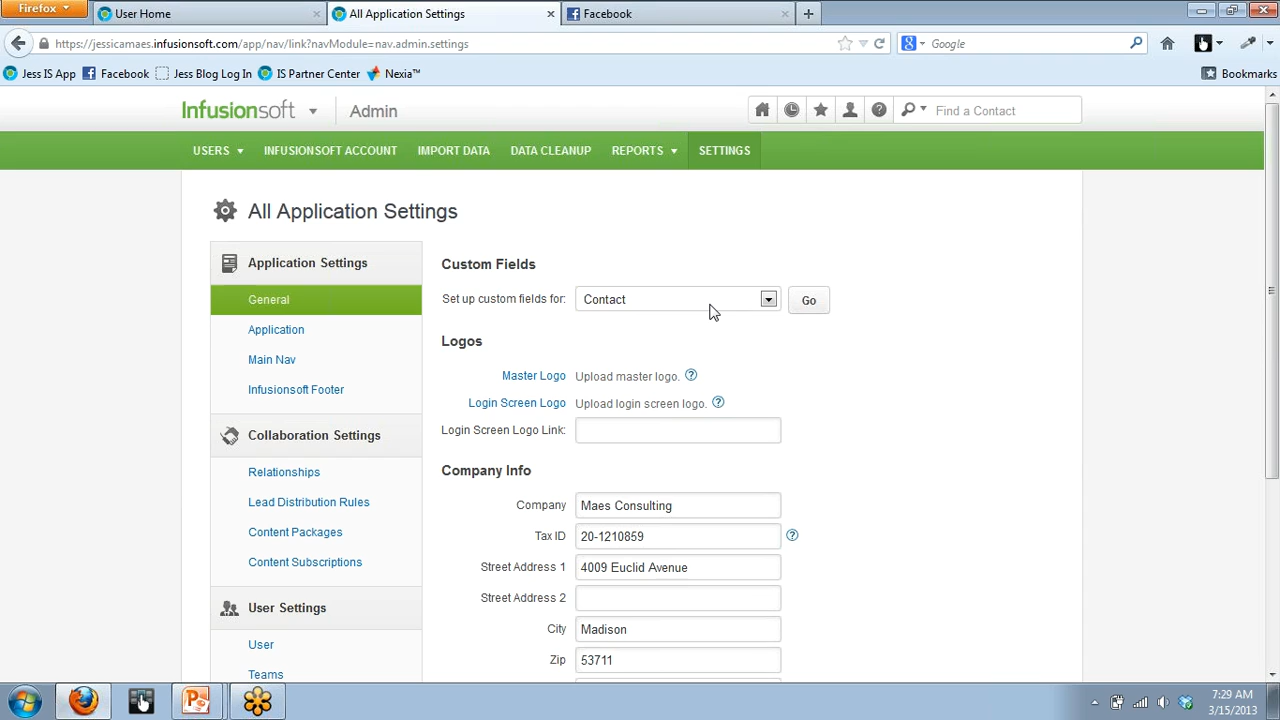 Firefox
User Home
All Application Settings
Facebook
https://jessicamaes.infusionsoft.com/app/nav/link?navModule=nav.admin.settings
Google
Jess IS App
Facebook
Jess Blog Log In
IS Partner Center
Nexia™
Bookmarks
Infusionsoft
Admin
Find a Contact
USERS
INFUSIONSOFT ACCOUNT
IMPORT DATA
DATA CLEANUP
REPORTS
SETTINGS
All Application Settings
Application Settings
General
Application
Main Nav
Infusionsoft Footer
Collaboration Settings
Relationships
Lead Distribution Rules
Content Packages
Content Subscriptions
User Settings
User
Teams
Custom Fields
Set up custom fields for: Contact Go
Logos
Master Logo Upload master logo. ?
Login Screen Logo Upload login screen logo. ?
Login Screen Logo Link:
Company Info
Company Maes Consulting
Tax ID 20-1210859 ?
Street Address 1 4009 Euclid Avenue
Street Address 2
City Madison
Zip 53711
7:29 AM
3/15/2013